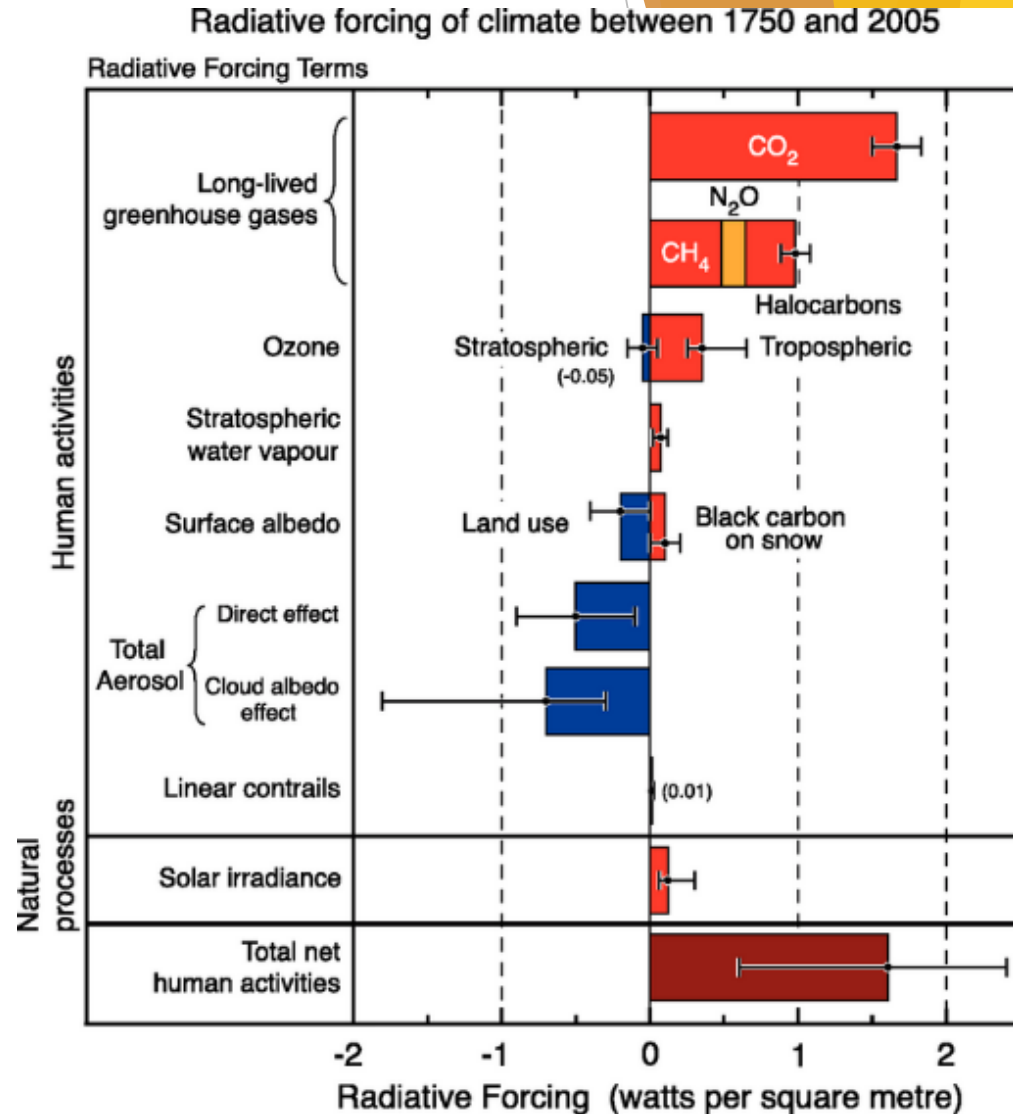 Radiative forcing of climate between 1750 and 2005
Radiative Forcing Terms
CO₂
Long-lived
greenhouse gases
N₂O
CH₄
Halocarbons
Ozone
Stratospheric
(-0.05)
Tropospheric
Human activities
Stratospheric
water vapour
Surface albedo
Land use
Black carbon
on snow
Total
Aerosol
Direct effect
Cloud albedo
effect
Linear contrails
(0.01)
Natural
processes
Solar irradiance
Total net
human activities
-2 -1 0 1 2
Radiative Forcing (watts per square metre)